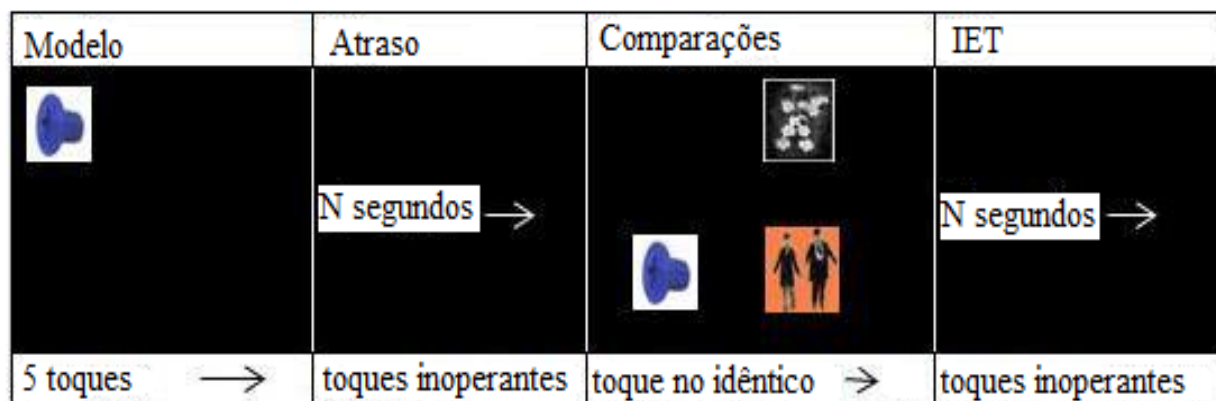 Modelo
Atraso
Comparações
IET
N segundos
N segundos
5 toques
toques inoperantes
toque no idêntico
toques inoperantes